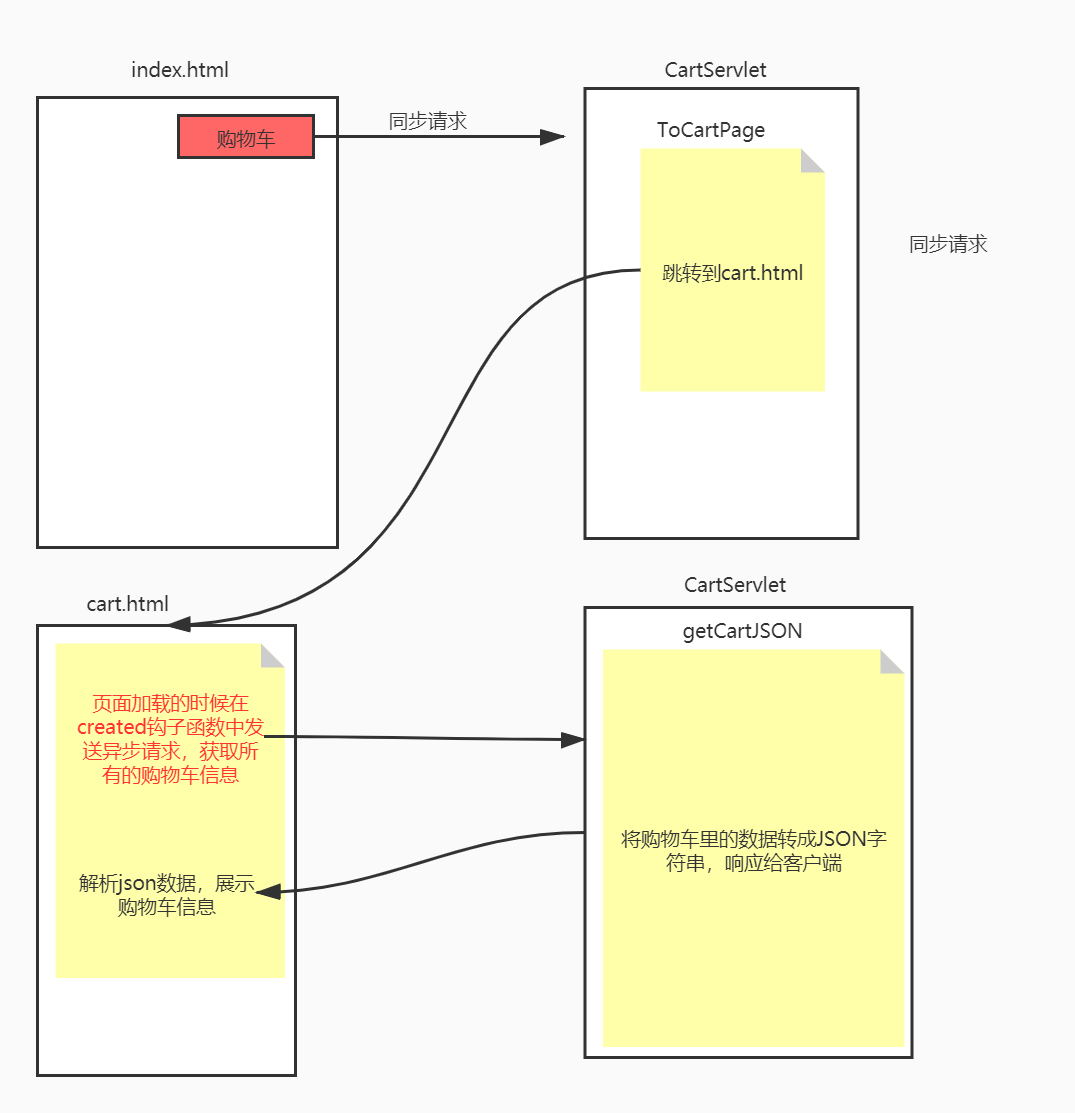 index.html
CartServlet
购物车
同步请求
ToCartPage
同步请求
跳转到cart.html
cart.html
CartServlet
getCartJSON
页面加载的时候在
created钩子函数中发
送异步请求，获取所
有的购物车信息
将购物车里的数据转成JSON字
符串，响应给客户端
解析json数据，展示
购物车信息